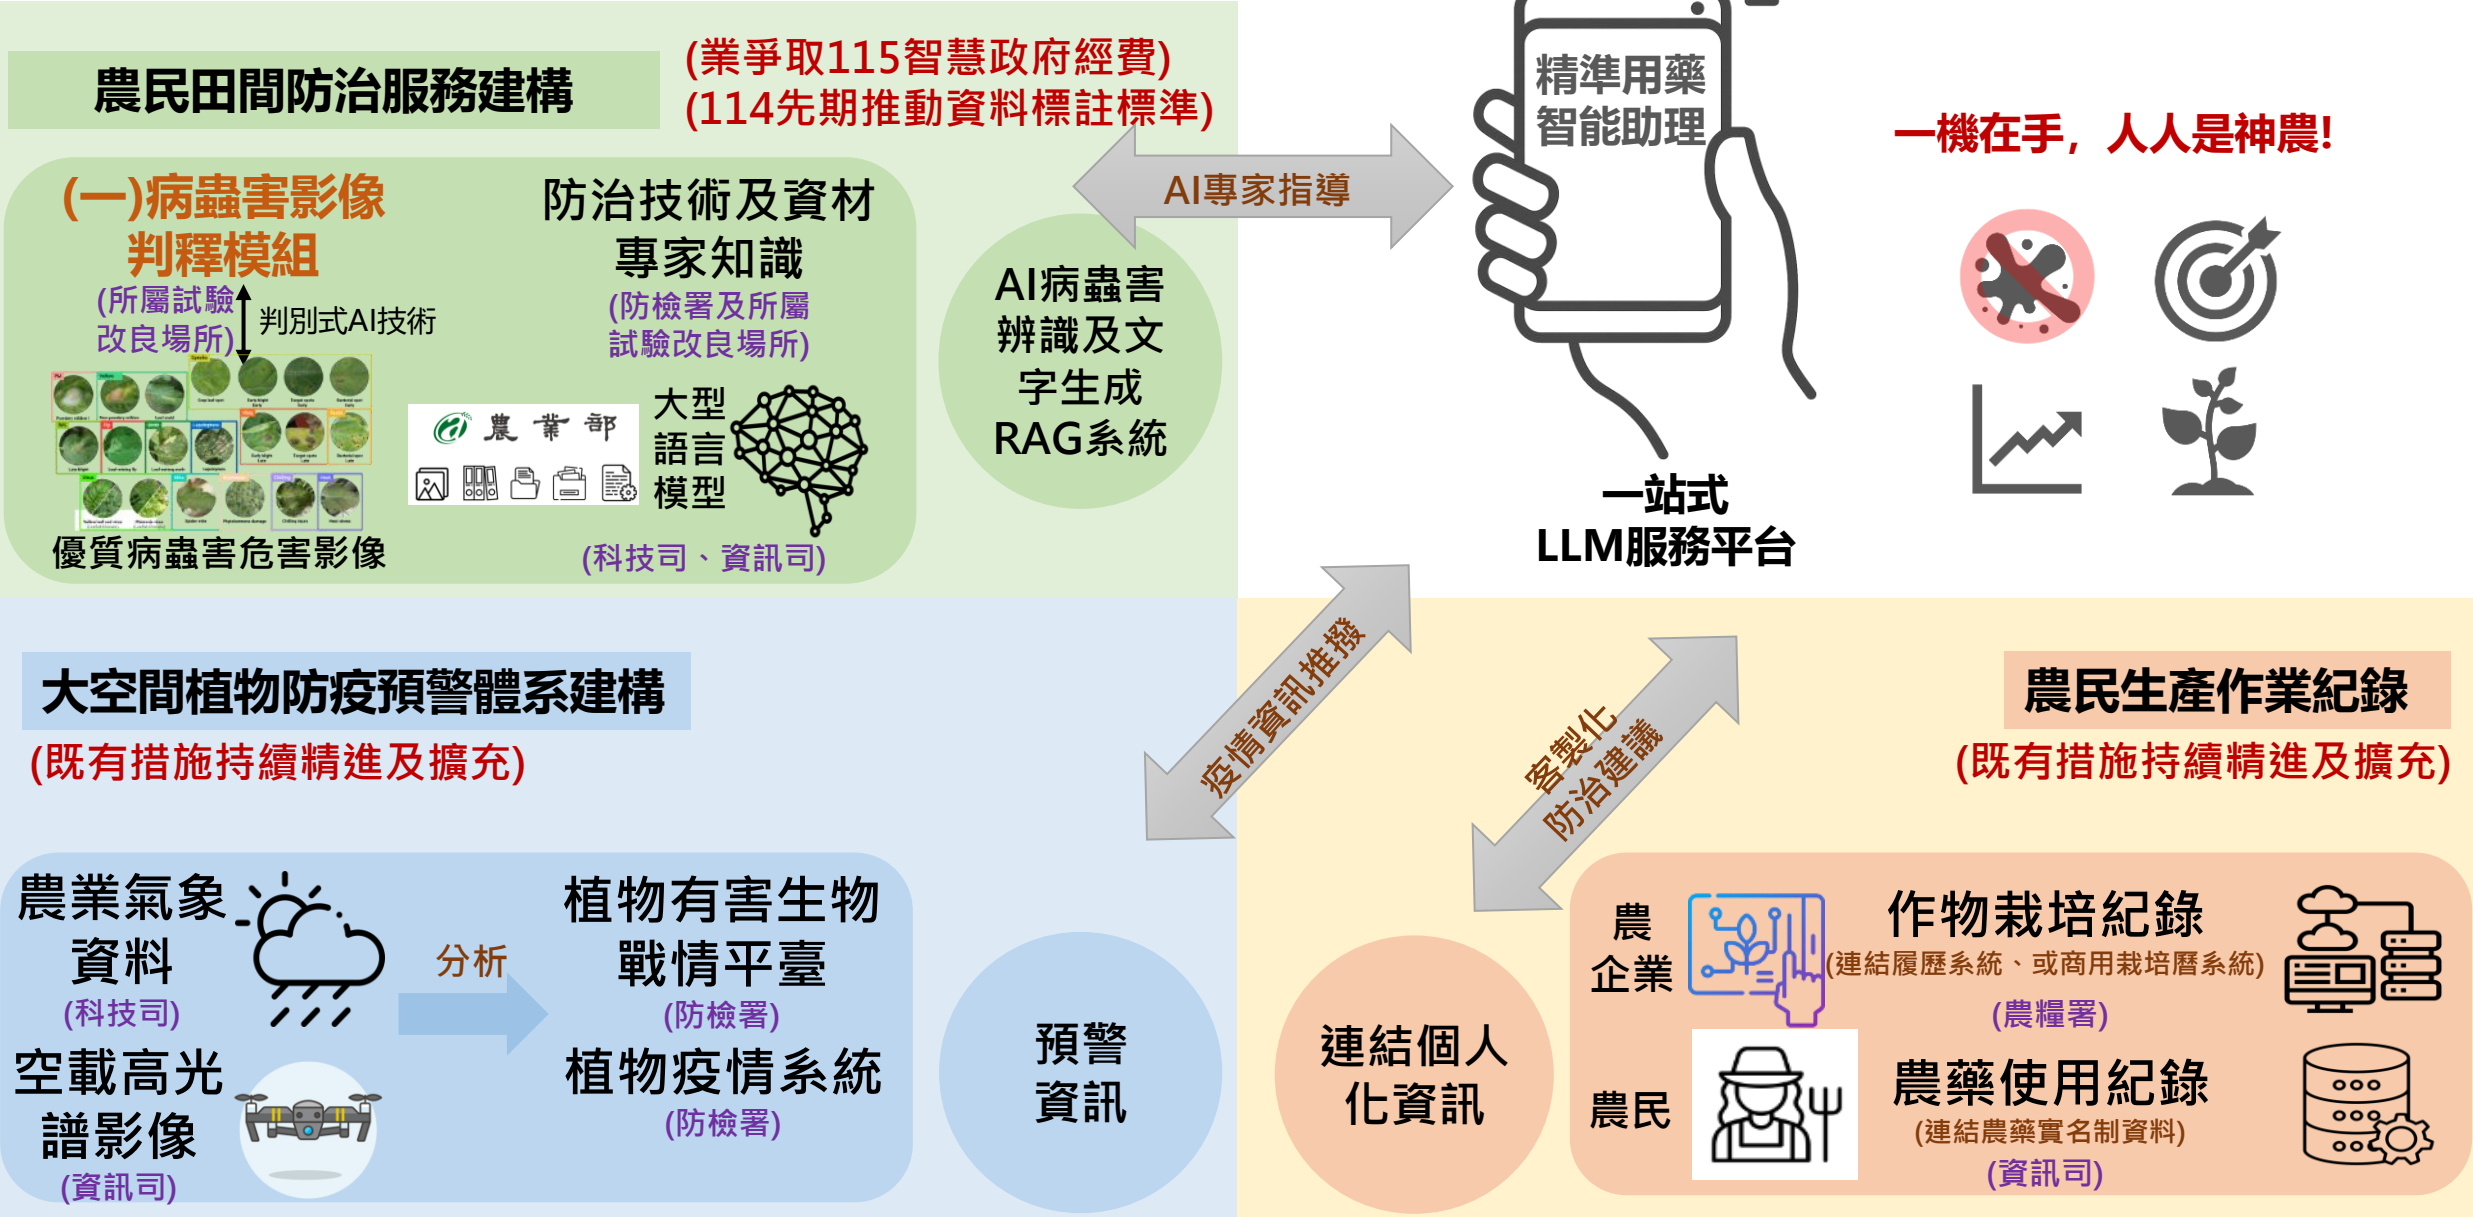 農民田間防治服務建構
(業爭取115智慧政府經費)
(114先期推動資料標註標準)
(一)病蟲害影像
判釋模組
(所屬試驗
改良場所)
判別式AI技術
優質病蟲害危害影像
防治技術及資材
專家知識
(防檢署及所屬
試驗改良場所)
農業部
大型
語言
模型
(科技司、資訊司)
AI病蟲害
辨識及文
字生成
RAG系統
AI專家指導
精準用藥
智能助理
一站式
LLM服務平台
一機在手，人人是神農!
大空間植物防疫預警體系建構
(既有措施持續精進及擴充)
農業氣象
資料
(科技司)
空載高光
譜影像
(資訊司)
分析
植物有害生物
戰情平臺
(防檢署)
植物疫情系統
(防檢署)
預警
資訊
疫情資訊推撥
客製化
防治建議
農民生產作業紀錄
(既有措施持續精進及擴充)
連結個人
化資訊
農
企業
農民
作物栽培紀錄
(連結履歷系統、或商用栽培曆系統)
(農糧署)
農藥使用紀錄
(連結農藥實名制資料)
(資訊司)